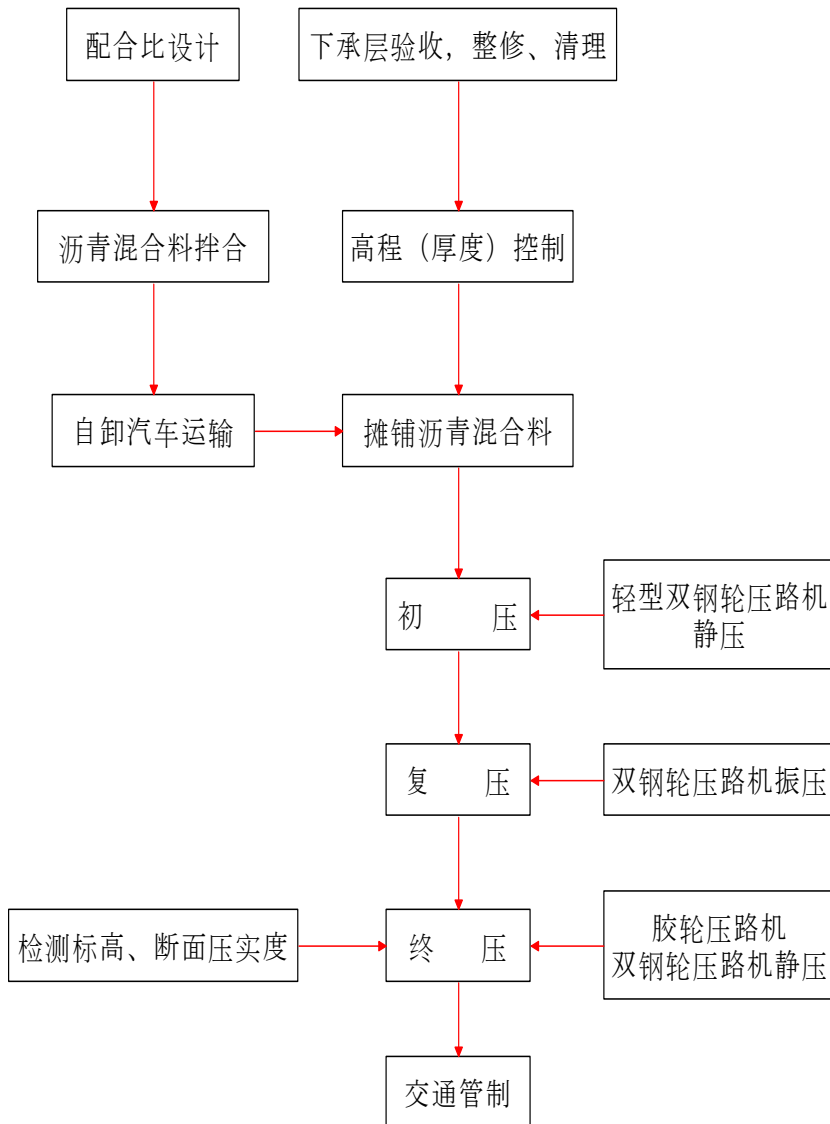 配合比设计
下承层验收，整修、清理
沥青混合料拌合
高程（厚度）控制
自卸汽车运输
摊铺沥青混合料
初 压
轻型双钢轮压路机
静压
复 压
双钢轮压路机振压
检测标高、断面压实度
终 压
胶轮压路机
双钢轮压路机静压
交通管制